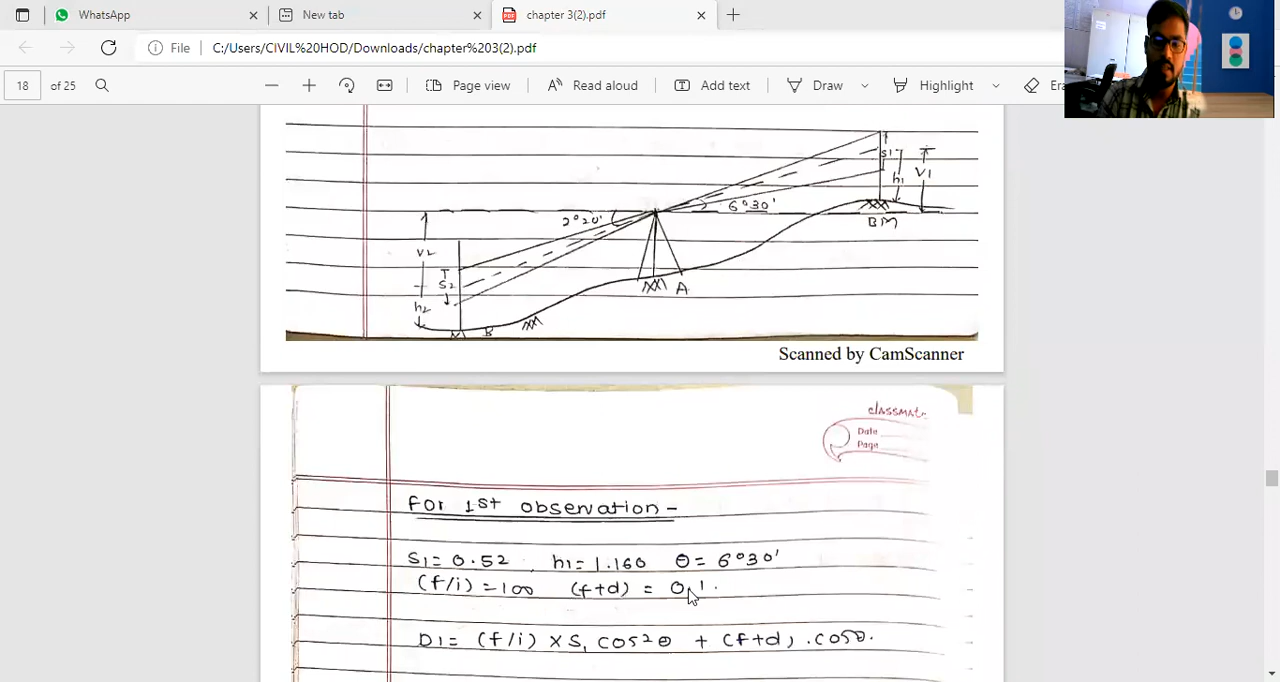 WhatsApp
New tab
chapter 3(2).pdf
File
C:/Users/CIVIL%20HOD/Downloads/chapter%203(2).pdf
18
of 25
Page view
Read aloud
Add text
Draw
Highlight
Era
S1
h1
V1
2°20'
6°30'
BM
V2
S2
h2
A
B
Scanned by CamScanner
classmate
Date
Page
For 1st observation -
S1 = 0.52 h1 = 1.160 θ = 6°30'
(f/i) = 100 (f+d) = 0.1.
D1 = (f/i) × S1 cos²θ + (f+d) . cosθ.